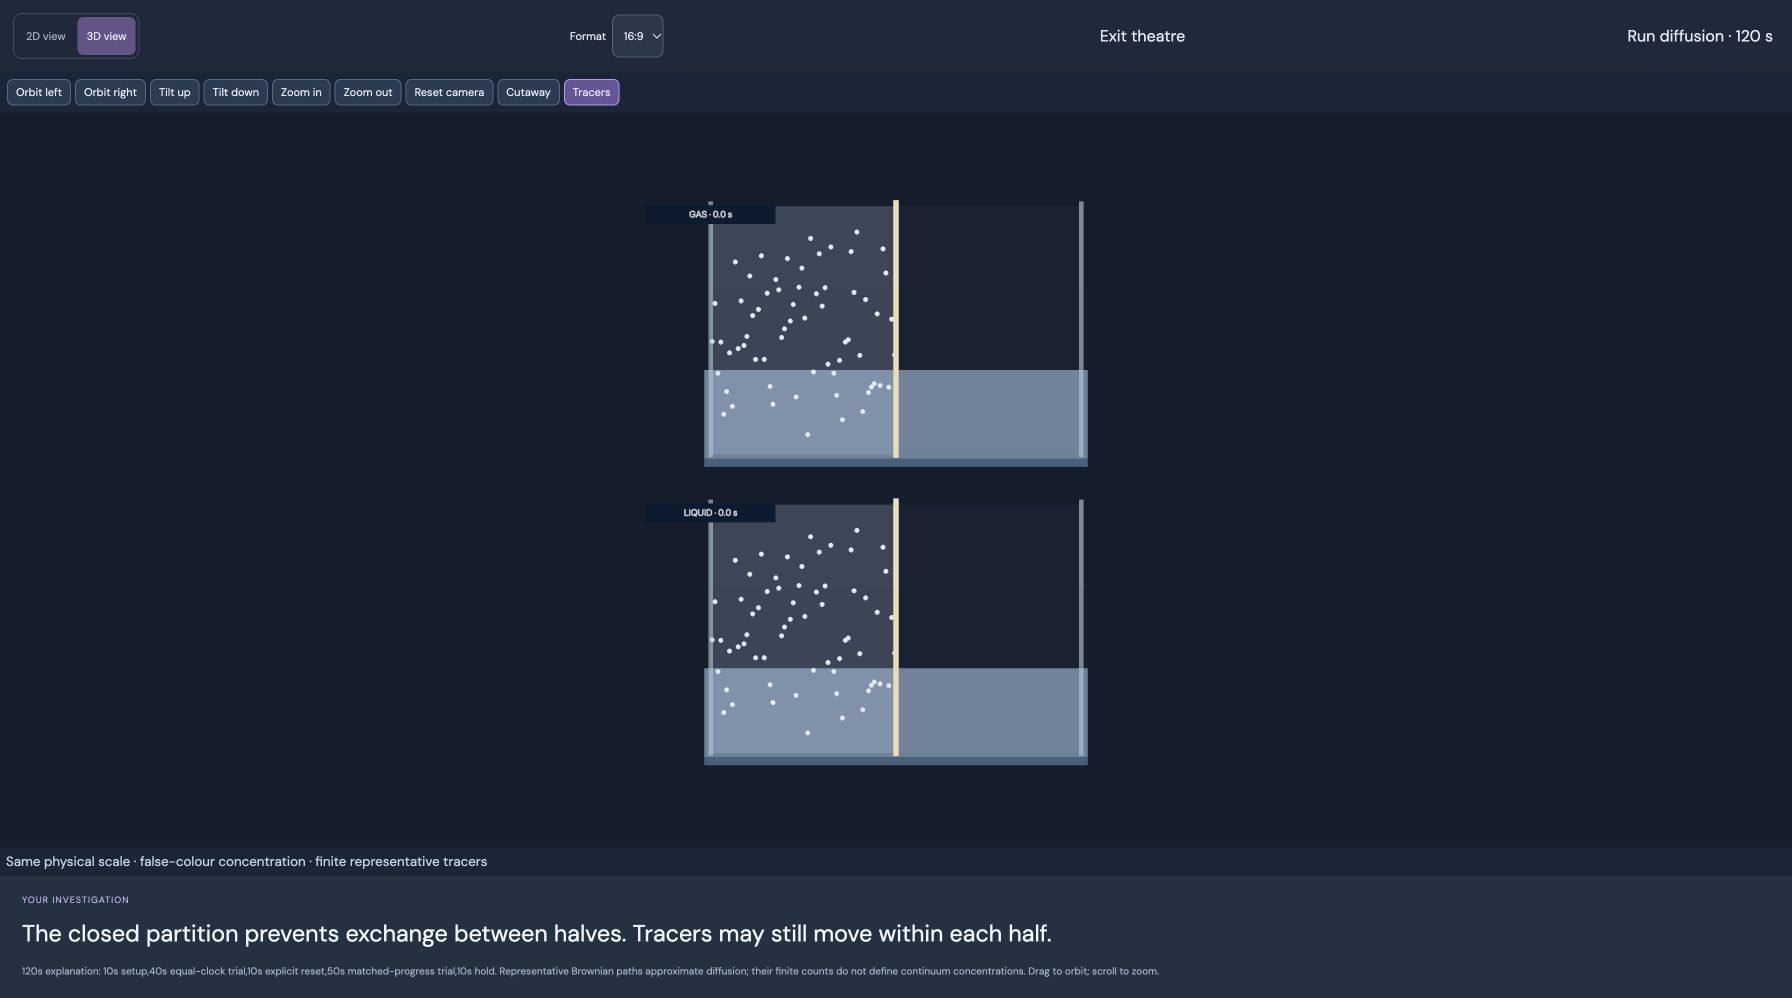 2D view 3D view Format 16:9 Exit theatre Run diffusion · 120 s
Orbit left Orbit right Tilt up Tilt down Zoom in Zoom out Reset camera Cutaway Tracers
GAS · 0.0 s
LIQUID · 0.0 s
Same physical scale · false-colour concentration · finite representative tracers
YOUR INVESTIGATION
The closed partition prevents exchange between halves. Tracers may still move within each half.
120s explanation: 10s setup,40s equal-clock trial,10s explicit reset,50s matched-progress trial,10s hold. Representative Brownian paths approximate diffusion; their finite counts do not define continuum concentrations. Drag to orbit; scroll to zoom.